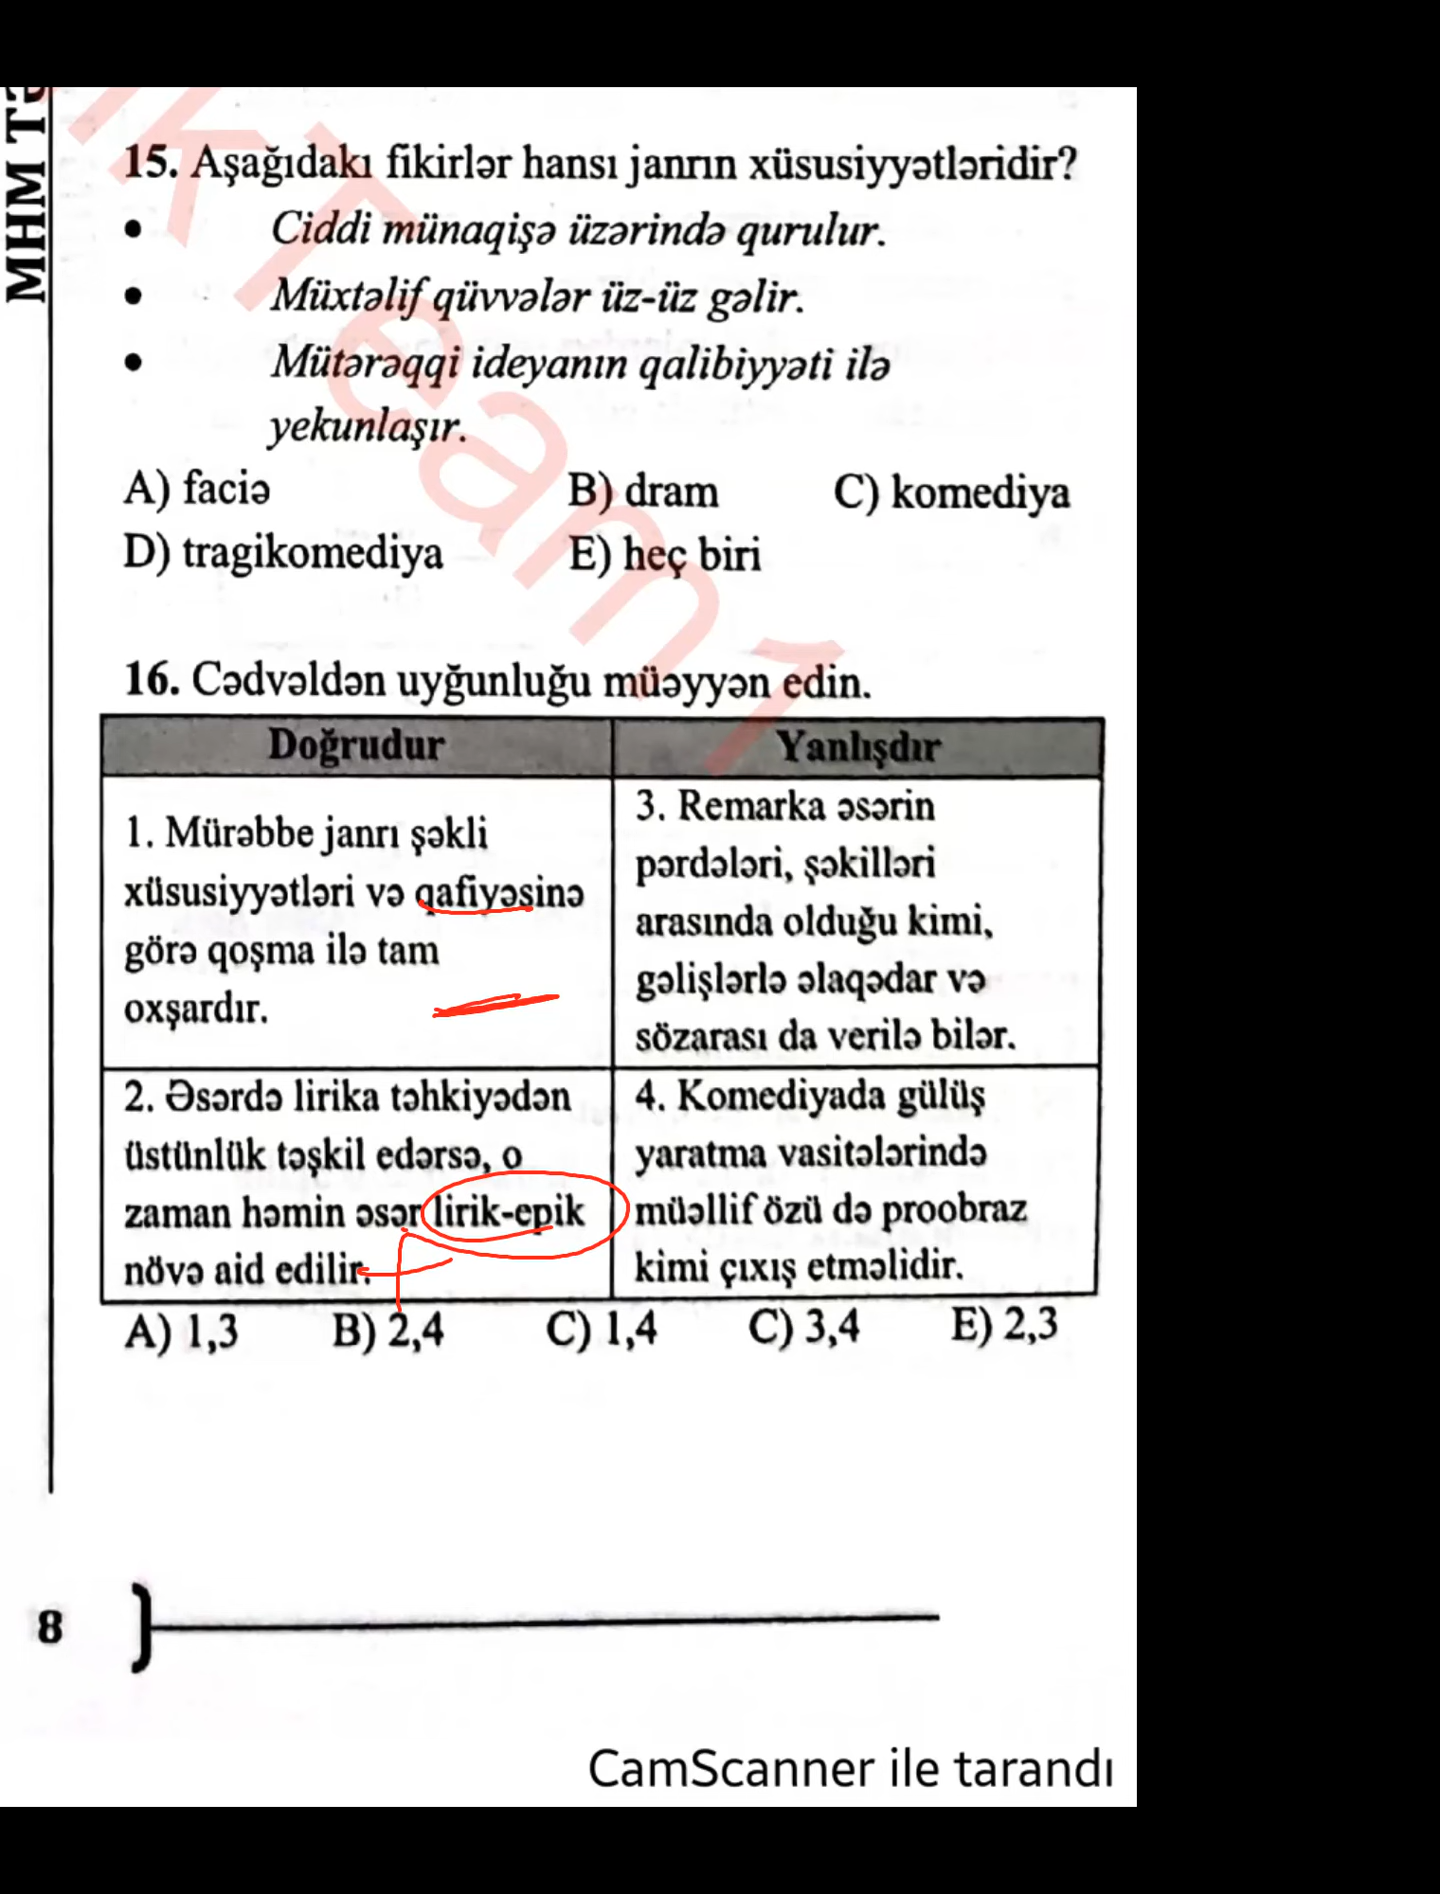 MHM Tə
ikTeam1
15. Aşağıdakı fikirlər hansı janrın xüsusiyyətləridir?
• Ciddi münaqişə üzərində qurulur.
• Müxtəlif qüvvələr üz-üz gəlir.
• Mütərəqqi ideyanın qalibiyyəti ilə
yekunlaşır.
A) faciə B) dram C) komediya
D) tragikomediya E) heç biri
16. Cədvəldən uyğunluğu müəyyən edin.
Doğrudur
Yanlışdır
1. Mürəbbe janrı şəkli
xüsusiyyətləri və qafiyəsinə
görə qoşma ilə tam
oxşardır.
3. Remarka əsərin
pərdələri, şəkilləri
arasında olduğu kimi,
gəlişlərlə əlaqədar və
sözarası da verilə bilər.
2. Əsərdə lirika təhkiyədən
üstünlük təşkil edərsə, o
zaman həmin əsər lirik-epik
növə aid edilir.
4. Komediyada gülüş
yaratma vasitələrində
müəllif özü də proobraz
kimi çıxış etməlidir.
A) 1,3 B) 2,4 C) 1,4 C) 3,4 E) 2,3
8
CamScanner ile tarandı